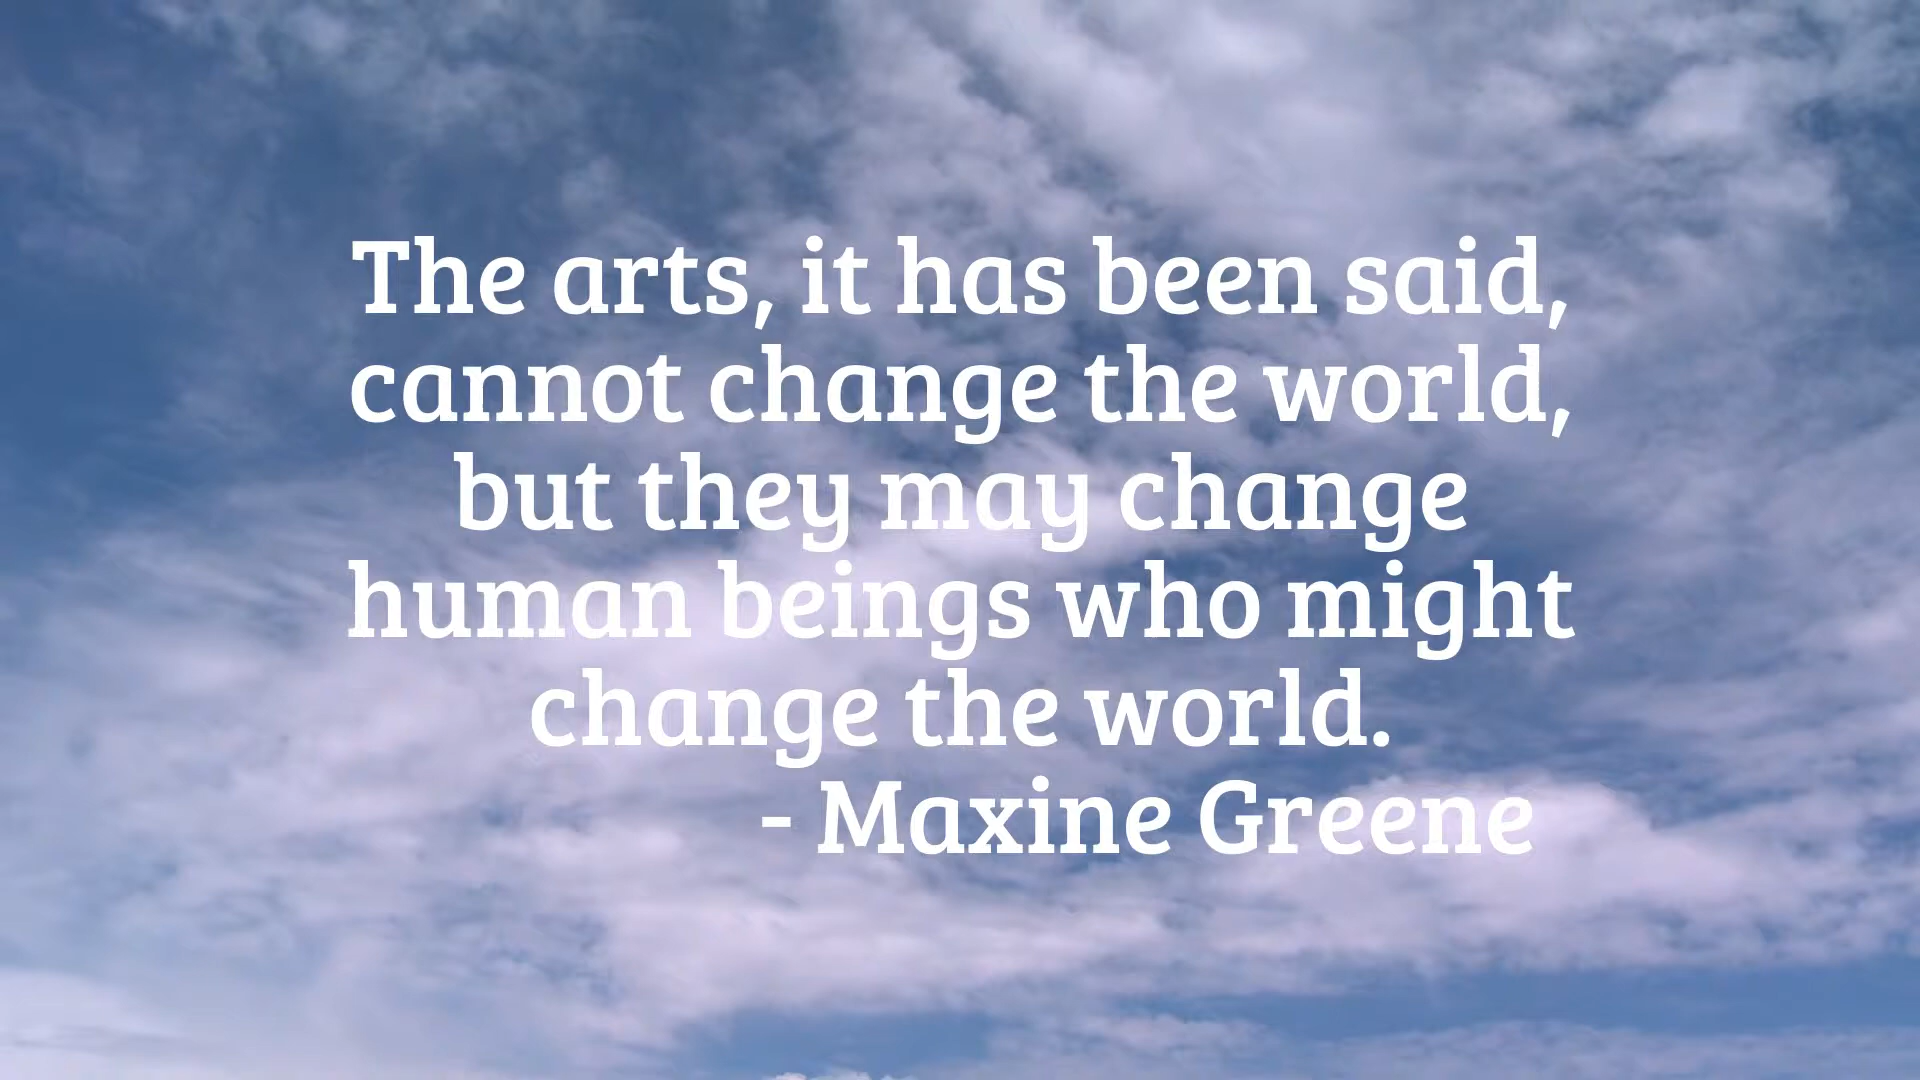 The arts, it has been said,
cannot change the world,
but they may change
human beings who might
change the world.
- Maxine Greene